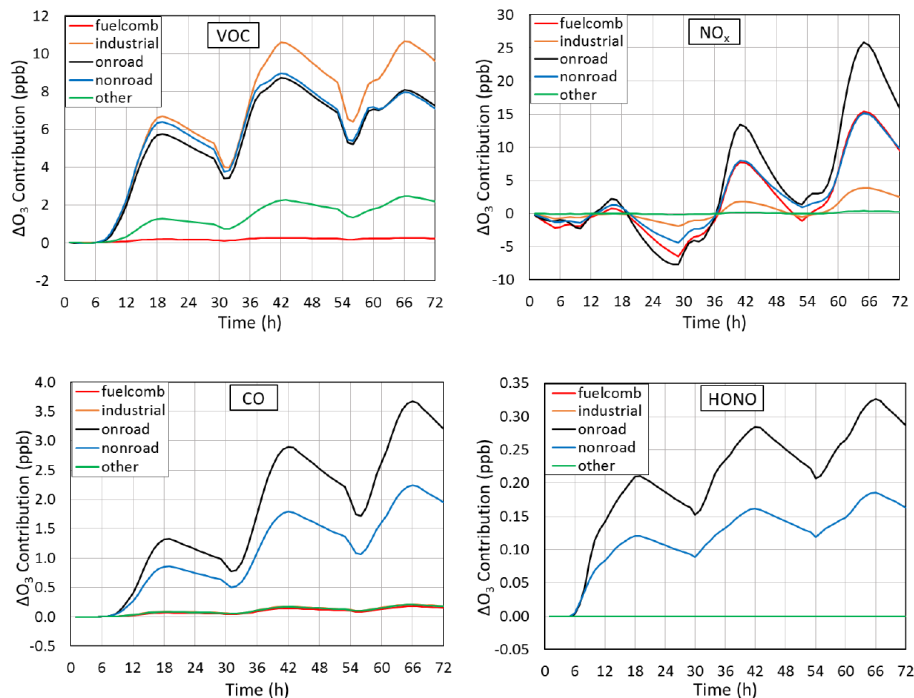 VOC
fuelcomb
industrial
onroad
nonroad
other
ΔO3 Contribution (ppb)
12
10
8
6
4
2
0
-2
0 6 12 18 24 30 36 42 48 54 60 66 72
Time (h)
NOx
fuelcomb
industrial
onroad
nonroad
other
ΔO3 Contribution (ppb)
30
25
20
15
10
5
0
-5
-10
0 6 12 18 24 30 36 42 48 54 60 66 72
Time (h)
CO
fuelcomb
industrial
onroad
nonroad
other
ΔO3 Contribution (ppb)
4.0
3.5
3.0
2.5
2.0
1.5
1.0
0.5
0.0
-0.5
0 6 12 18 24 30 36 42 48 54 60 66 72
Time (h)
HONO
fuelcomb
industrial
onroad
nonroad
other
ΔO3 Contribution (ppb)
0.35
0.30
0.25
0.20
0.15
0.10
0.05
0.00
-0.05
0 6 12 18 24 30 36 42 48 54 60 66 72
Time (h)